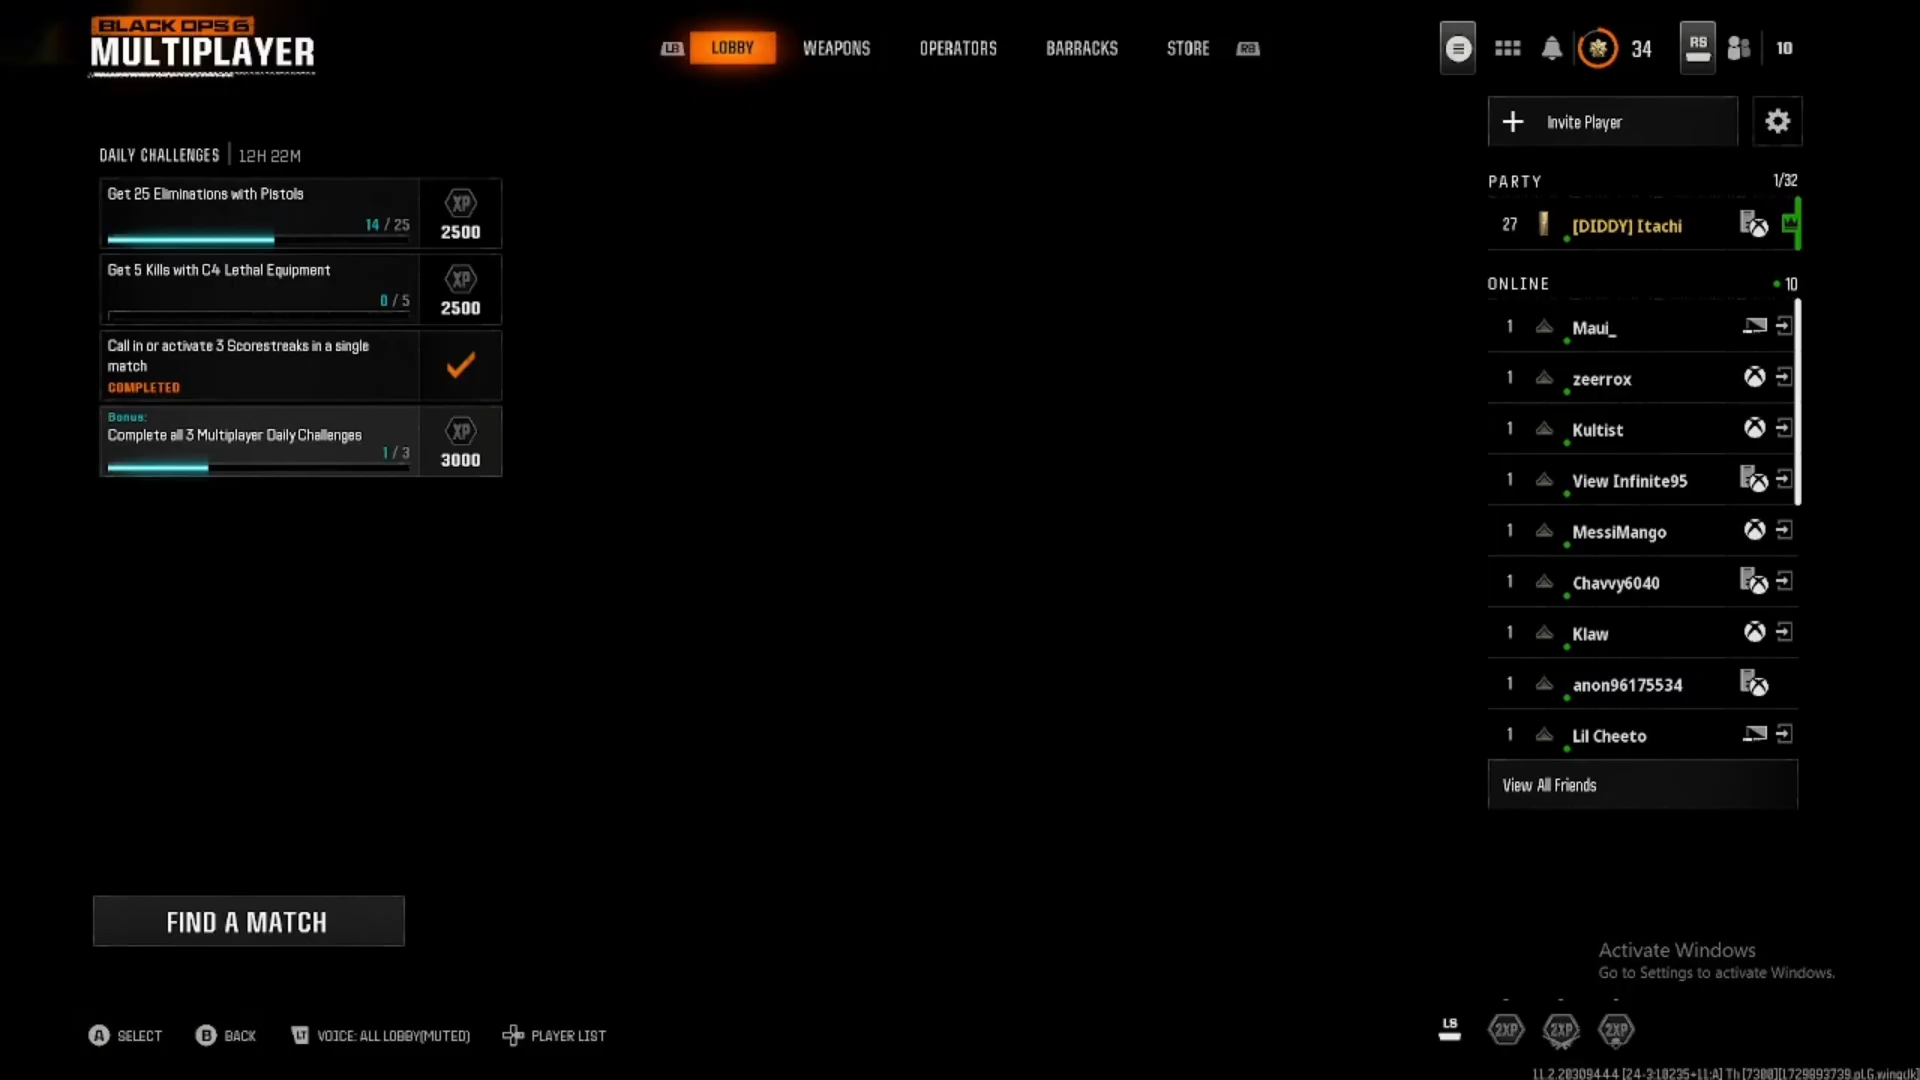 BLACK OPS 6
MULTIPLAYER
LB LOBBY WEAPONS OPERATORS BARRACKS STORE RB
34 RS 10
Invite Player
DAILY CHALLENGES | 12H 22M
Get 25 Eliminations with Pistols
14 / 25
XP
2500
Get 5 Kills with C4 Lethal Equipment
0 / 5
XP
2500
Call in or activate 3 Scorestreaks in a single
match
COMPLETED
Bonus:
Complete all 3 Multiplayer Daily Challenges
1 / 3
XP
3000
PARTY 1/32
27 [DIDDY] Itachi
ONLINE 10
1 Maui_
1 zeerrox
1 Kultist
1 View Infinite95
1 MessiMango
1 Chavvy6040
1 Klaw
1 anon96175534
1 Lil Cheeto
View All Friends
FIND A MATCH
Activate Windows
Go to Settings to activate Windows.
A SELECT B BACK LT VOICE: ALL LOBBY(MUTED) PLAYER LIST
LS 2XP 2XP 2XP